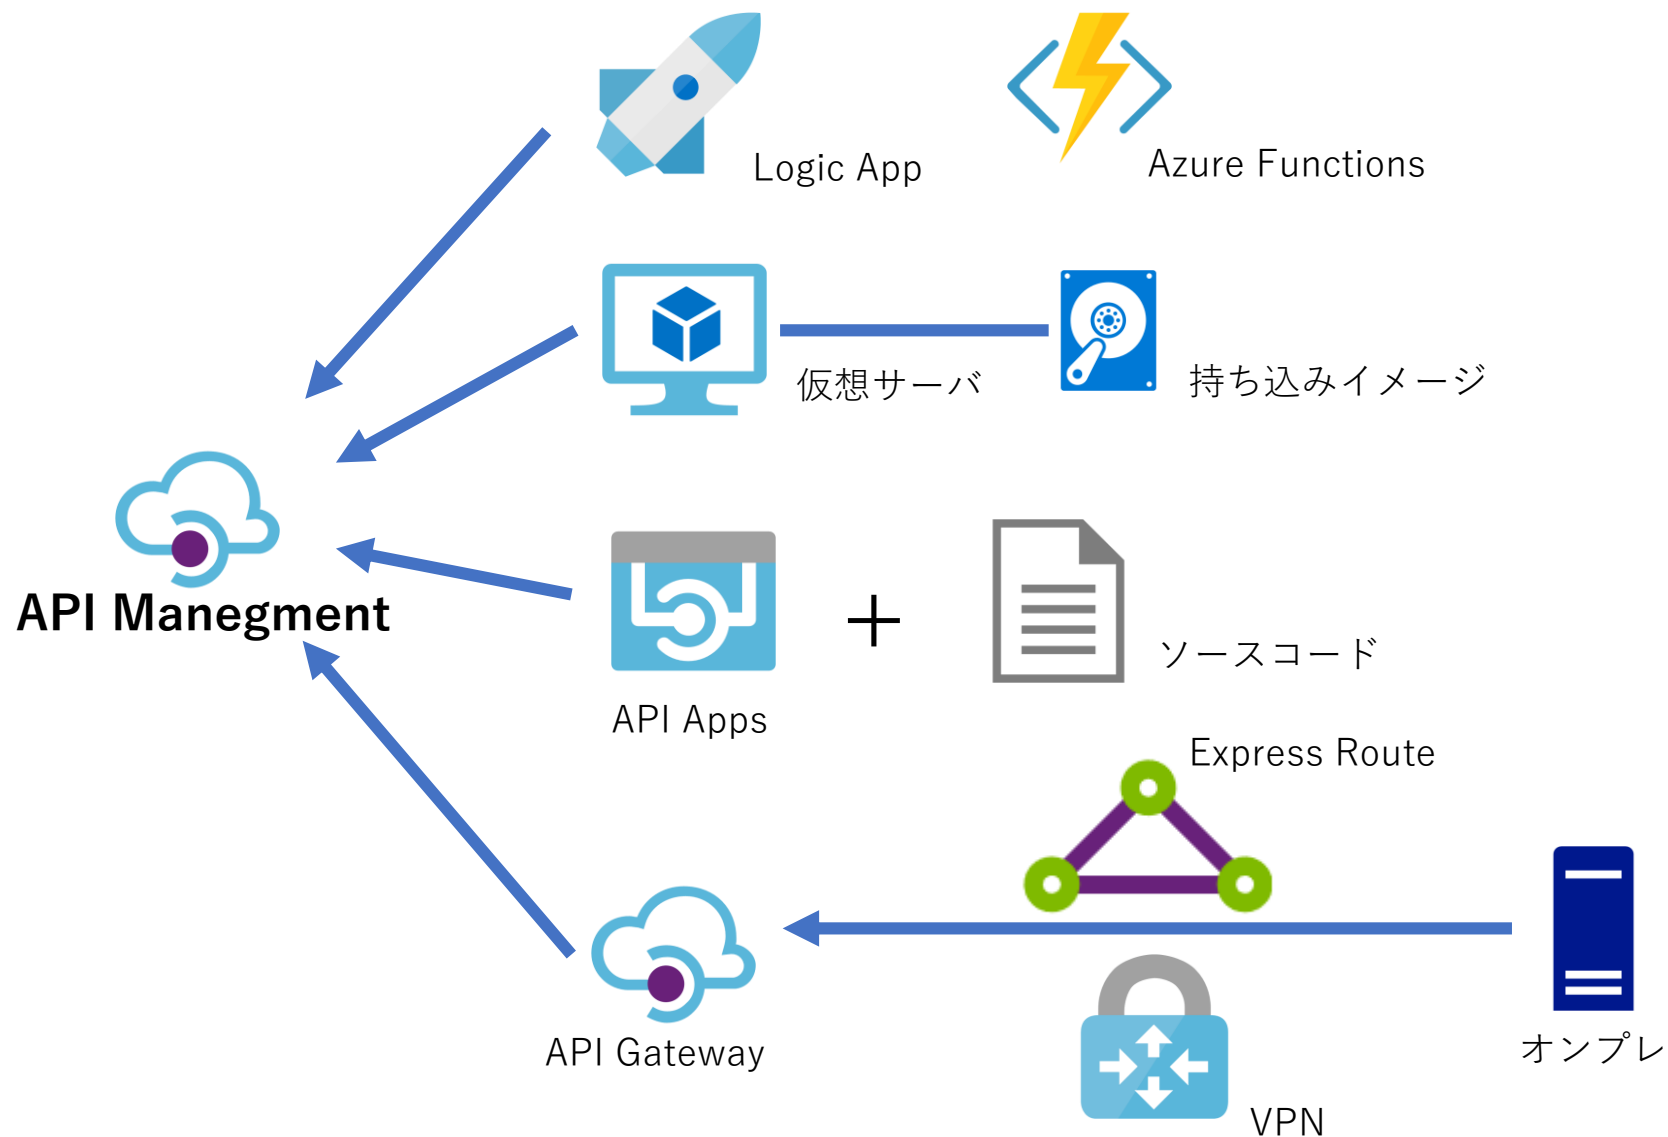 Logic App
Azure Functions
仮想サーバ
持ち込みイメージ
API Manegment
ソースコード
API Apps
Express Route
API Gateway
オンプレ
VPN